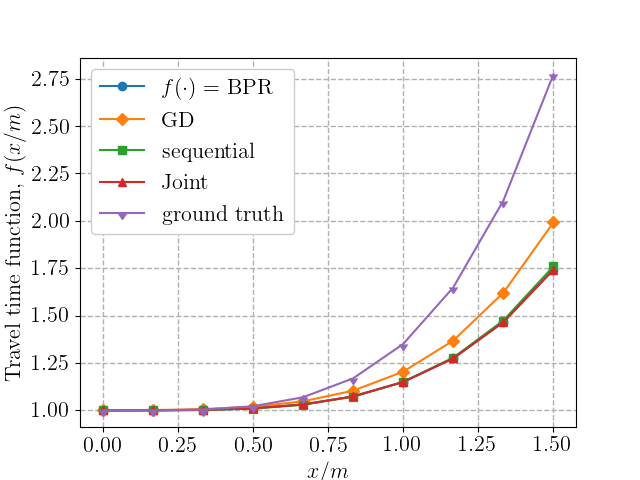 f(·) = BPR
GD
sequential
Joint
ground truth
Travel time function, f(x/m)
2.75
2.50
2.25
2.00
1.75
1.50
1.25
1.00
0.00 0.25 0.50 0.75 1.00 1.25 1.50
x/m